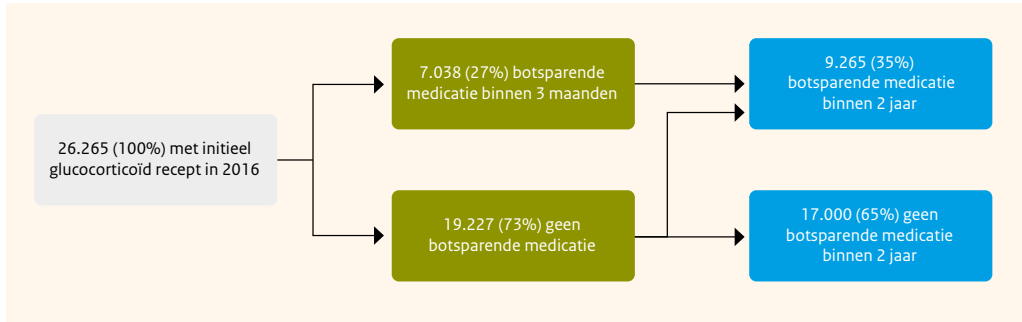 26.265 (100%) met initieel
glucocorticoïd recept in 2016
7.038 (27%) botsparende
medicatie binnen 3 maanden
19.227 (73%) geen
botsparende medicatie
9.265 (35%)
botsparende medicatie
binnen 2 jaar
17.000 (65%) geen
botsparende medicatie
binnen 2 jaar